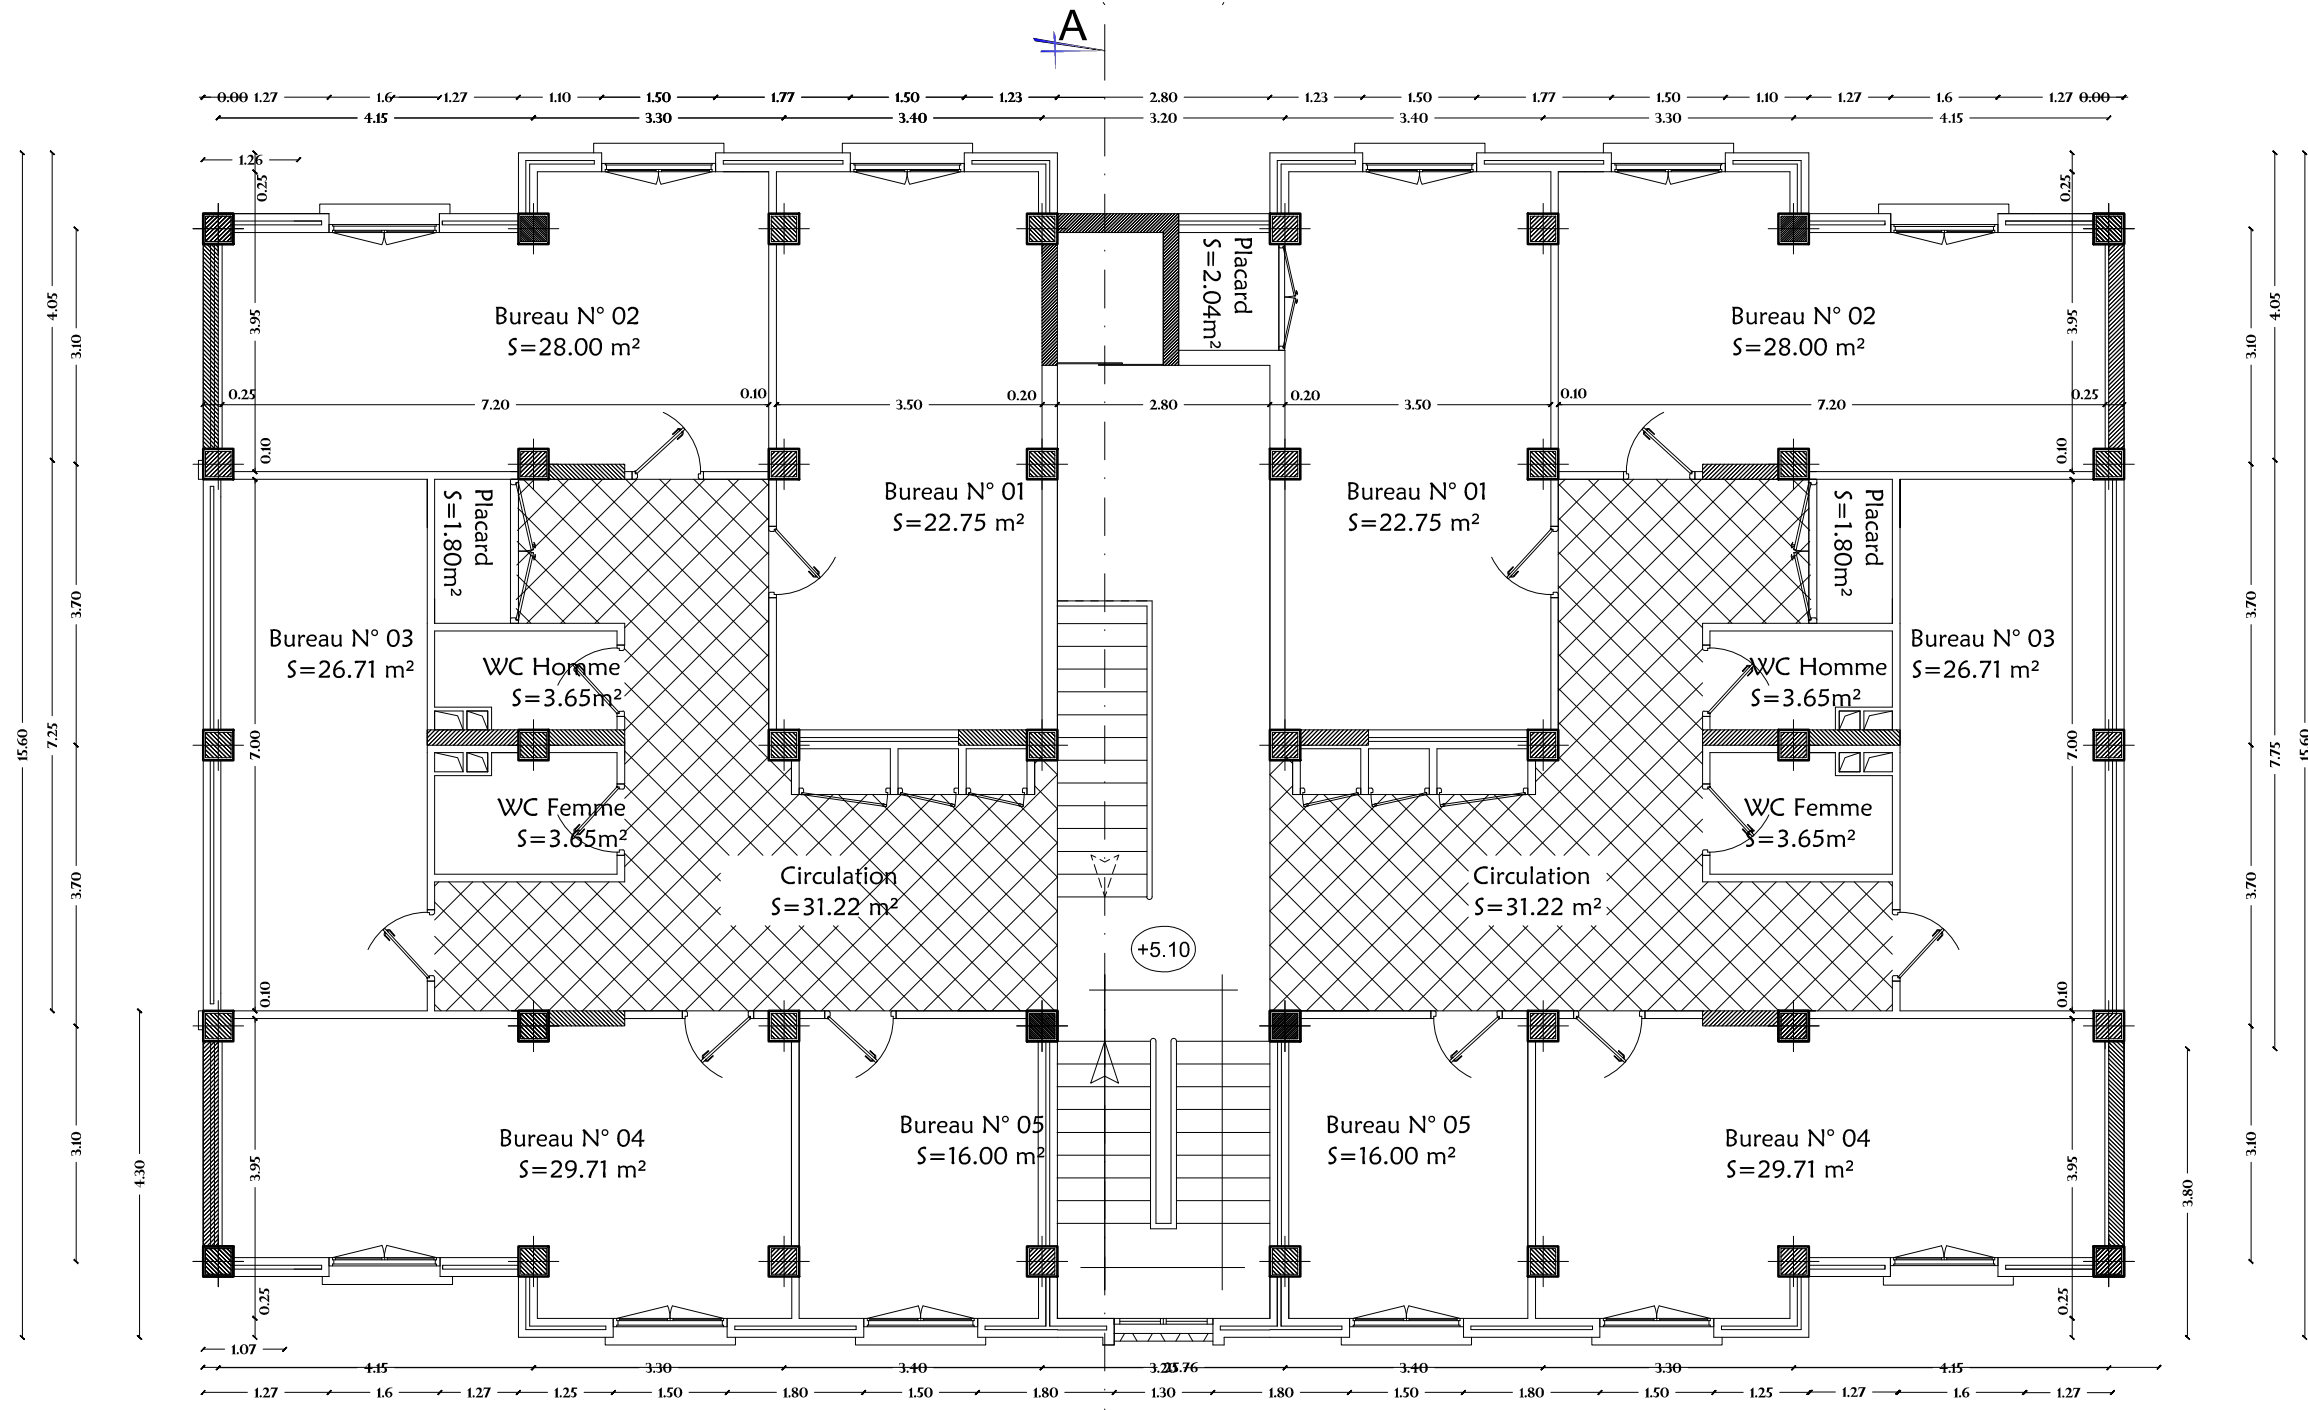 A
0.00 1.27 1.6 1.27 1.10 1.50 1.77 1.50 1.23 2.80 1.23 1.50 1.77 1.50 1.10 1.27 1.6 1.27 0.00
4.15 3.30 3.40 3.20 3.40 3.30 4.15
1.26
0.25 0.25
4.05 3.10 3.95 3.95 3.10 4.05
Placard
S=2.04m²
Bureau N° 02
S=28.00 m²
Bureau N° 02
S=28.00 m²
0.25 7.20 0.10 3.50 0.20 2.80 0.20 3.50 0.10 7.20 0.25
0.10 0.10
Bureau N° 01
S=22.75 m²
Bureau N° 01
S=22.75 m²
Placard
S=1.80m²
Placard
S=1.80m²
3.70 3.70
Bureau N° 03
S=26.71 m²
WC Homme
S=3.65m²
WC Homme
S=3.65m²
Bureau N° 03
S=26.71 m²
15.60 7.25 7.00 7.00 7.75 15.60
WC Femme
S=3.65m²
WC Femme
S=3.65m²
3.70 3.70
Circulation
S=31.22 m²
Circulation
S=31.22 m²
+5.10
0.10 0.10
Bureau N° 04
S=29.71 m²
Bureau N° 05
S=16.00 m²
Bureau N° 05
S=16.00 m²
Bureau N° 04
S=29.71 m²
3.10 4.30 3.95 3.95 3.80 3.10
0.25 0.25
1.07
4.15 3.30 3.40 3.20 3.40 3.30 4.15
1.27 1.6 1.27 1.25 1.50 1.80 1.50 1.80 1.30 1.80 1.50 1.80 1.50 1.25 1.27 1.6 1.27